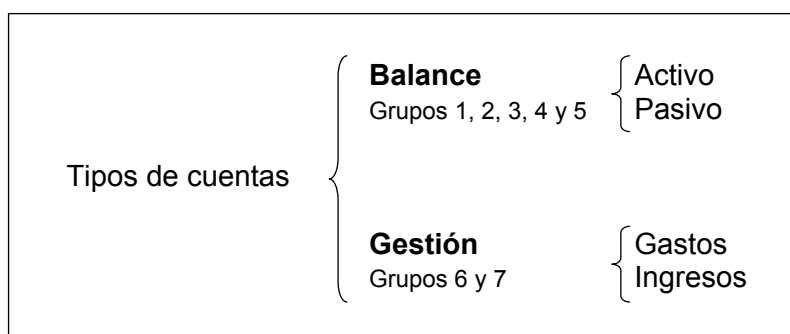 Balance
Grupos 1, 2, 3, 4 y 5
Activo
Pasivo
Tipos de cuentas
Gestión
Grupos 6 y 7
Gastos
Ingresos